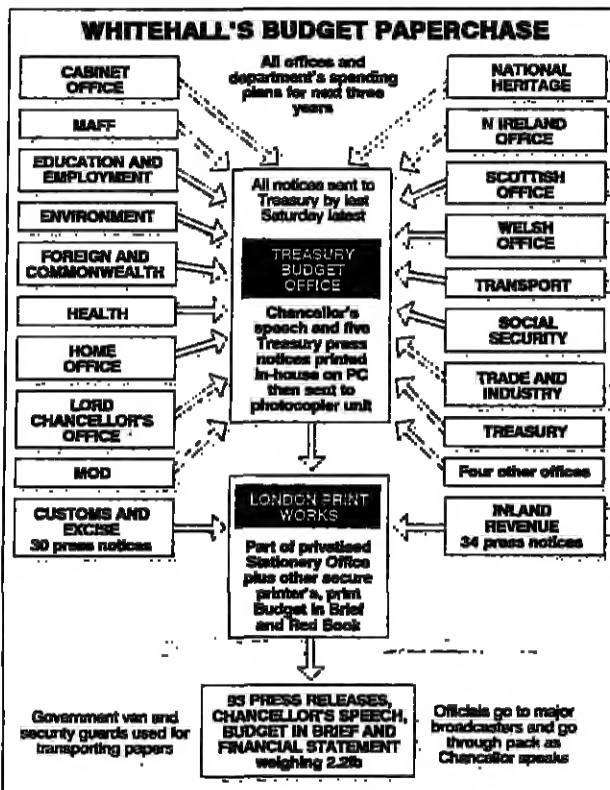 WHITEHALL'S BUDGET PAPERCHASE
All offices and
department's spending
plans for next three
years
CABINET
OFFICE
MAFF
EDUCATION AND
EMPLOYMENT
ENVIRONMENT
FOREIGN AND
COMMONWEALTH
HEALTH
HOME
OFFICE
LORD
CHANCELLOR'S
OFFICE
MOD
CUSTOMS AND
EXCISE
30 press notices
All notices sent to
Treasury by last
Saturday latest
TREASURY
BUDGET
OFFICE
Chancellor's
speech and five
Treasury press
notices printed
in-house on PC
then sent to
photocopier unit
LONDON PRINT
WORKS
Part of privatised
Stationery Office
plus other secure
printer's, print
Budget in Brief
and Red Book
NATIONAL
HERITAGE
N IRELAND
OFFICE
SCOTTISH
OFFICE
WELSH
OFFICE
TRANSPORT
SOCIAL
SECURITY
TRADE AND
INDUSTRY
TREASURY
Four other offices
INLAND
REVENUE
34 press notices
Government van and
security guards used for
transporting papers
93 PRESS RELEASES,
CHANCELLOR'S SPEECH,
BUDGET IN BRIEF AND
FINANCIAL STATEMENT
weighing 2.2lb
Officials go to major
broadcasters and go
through pack as
Chancellor speaks